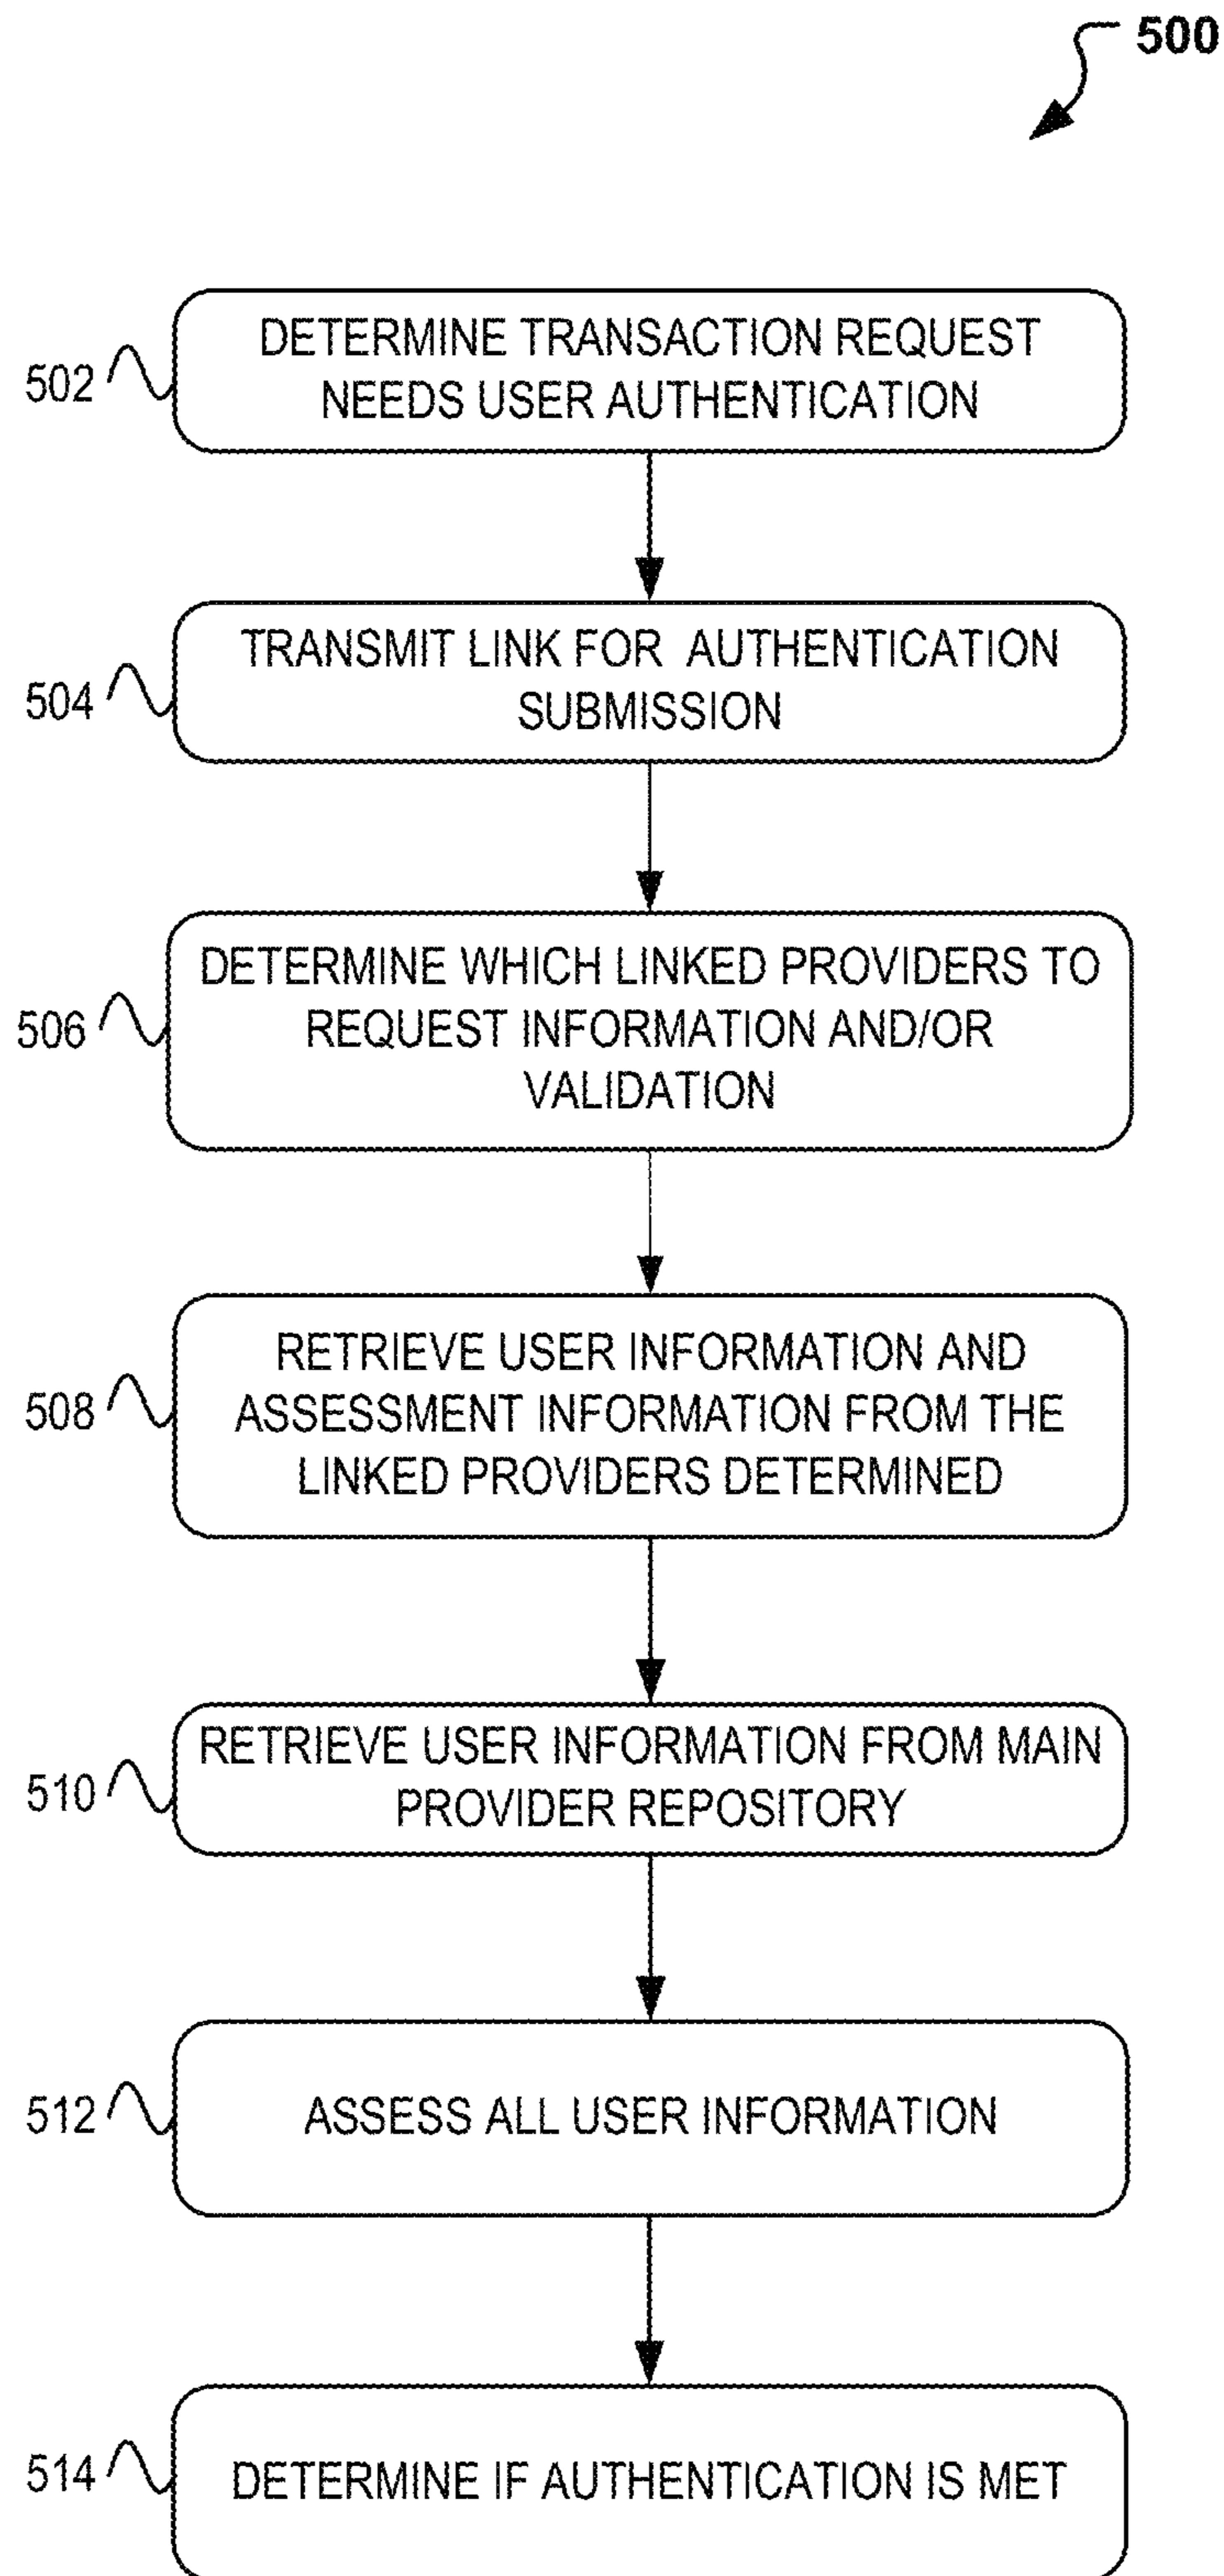 500
502
DETERMINE TRANSACTION REQUEST
NEEDS USER AUTHENTICATION
504
TRANSMIT LINK FOR AUTHENTICATION
SUBMISSION
506
DETERMINE WHICH LINKED PROVIDERS TO
REQUEST INFORMATION AND/OR
VALIDATION
508
RETRIEVE USER INFORMATION AND
ASSESSMENT INFORMATION FROM THE
LINKED PROVIDERS DETERMINED
510
RETRIEVE USER INFORMATION FROM MAIN
PROVIDER REPOSITORY
512
ASSESS ALL USER INFORMATION
514
DETERMINE IF AUTHENTICATION IS MET